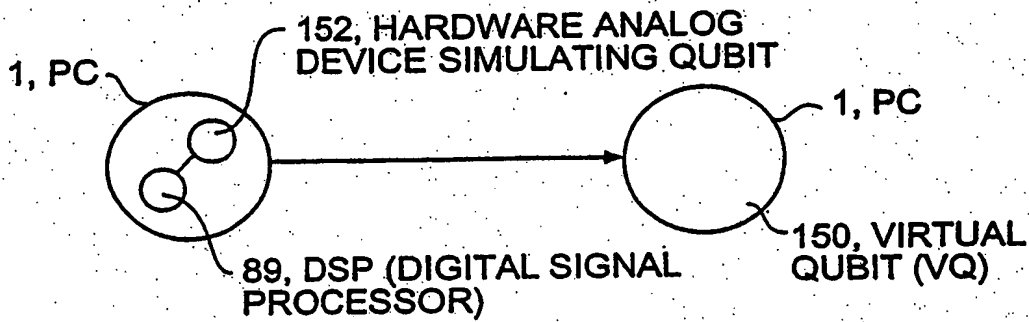 152, HARDWARE ANALOG
DEVICE SIMULATING QUBIT
1, PC
1, PC
150, VIRTUAL
QUBIT (VQ)
89, DSP (DIGITAL SIGNAL
PROCESSOR)